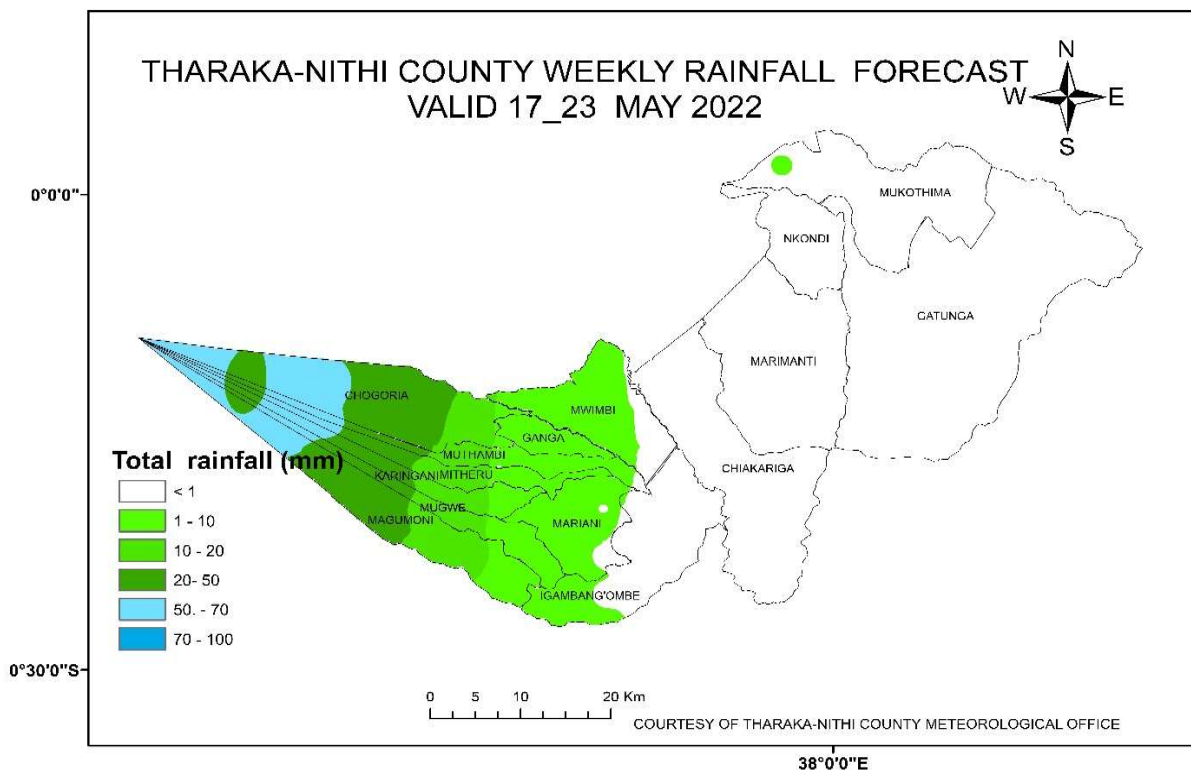 THARAKA-NITHI COUNTY WEEKLY RAINFALL FORECAST
VALID 17_23 MAY 2022
N
W
E
S
0°0'0"
MUKOTHIMA
NKONDI
GATUNGA
MARIMANTI
CHOGORIA
MWIMBI
GANGA
MUTHAMBI
CHIAKARIGA
KARINGANI
MITHERU
MUGWE
MAGUMONI
MARIANI
IGAMBANG'OMBE
Total rainfall (mm)
< 1
1 - 10
10 - 20
20- 50
50. - 70
70 - 100
0°30'0"S
0 5 10 20 Km
COURTESY OF THARAKA-NITHI COUNTY METEOROLOGICAL OFFICE
38°0'0"E